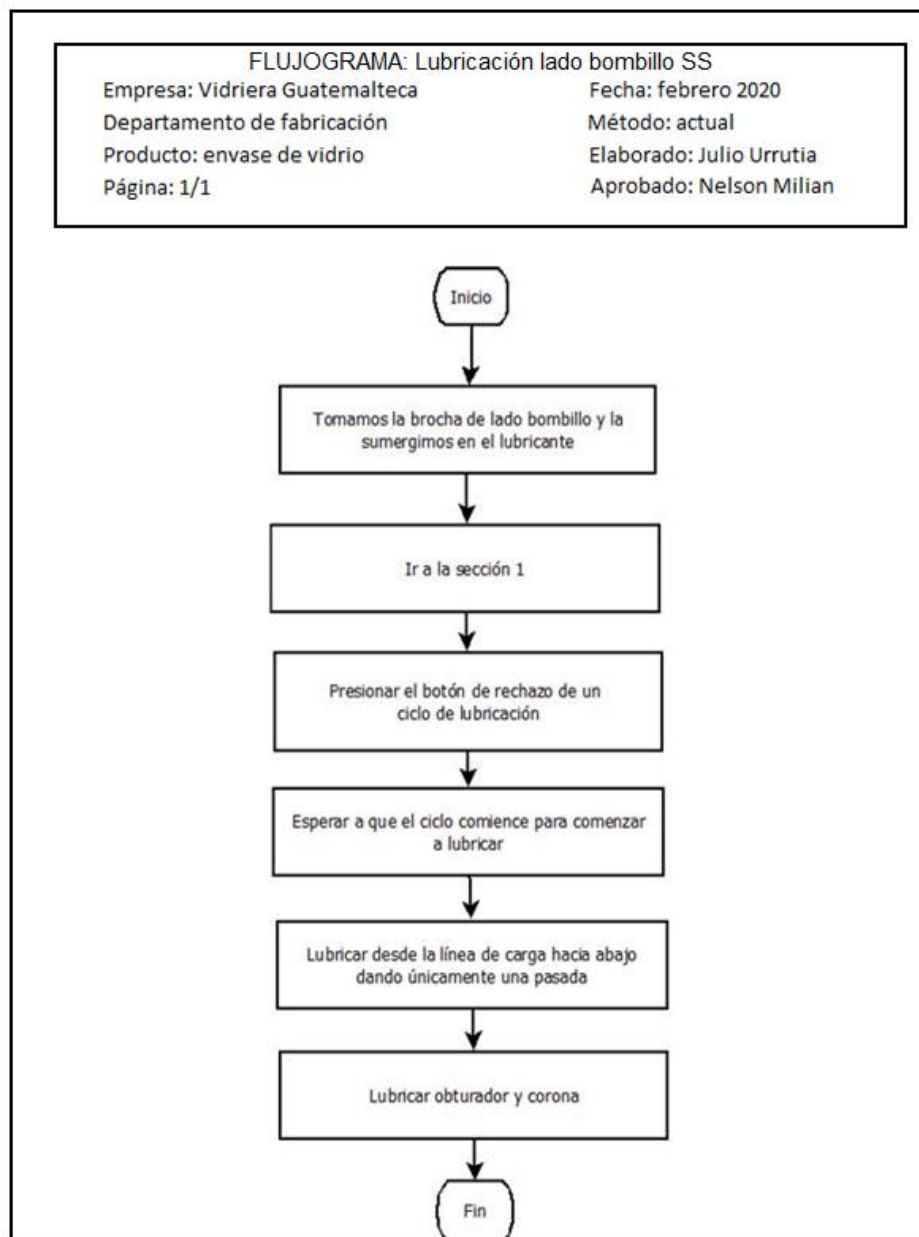 FLUJOGRAMA: Lubricación lado bombillo SS
Empresa: Vidriera Guatemalteca
Fecha: febrero 2020
Departamento de fabricación
Método: actual
Producto: envase de vidrio
Elaborado: Julio Urrutia
Página: 1/1
Aprobado: Nelson Milian
Inicio
Tomamos la brocha de lado bombillo y la
sumergimos en el lubricante
Ir a la sección 1
Presionar el botón de rechazo de un
ciclo de lubricación
Esperar a que el ciclo comience para comenzar
a lubricar
Lubricar desde la línea de carga hacia abajo
dando únicamente una pasada
Lubricar obturador y corona
Fin